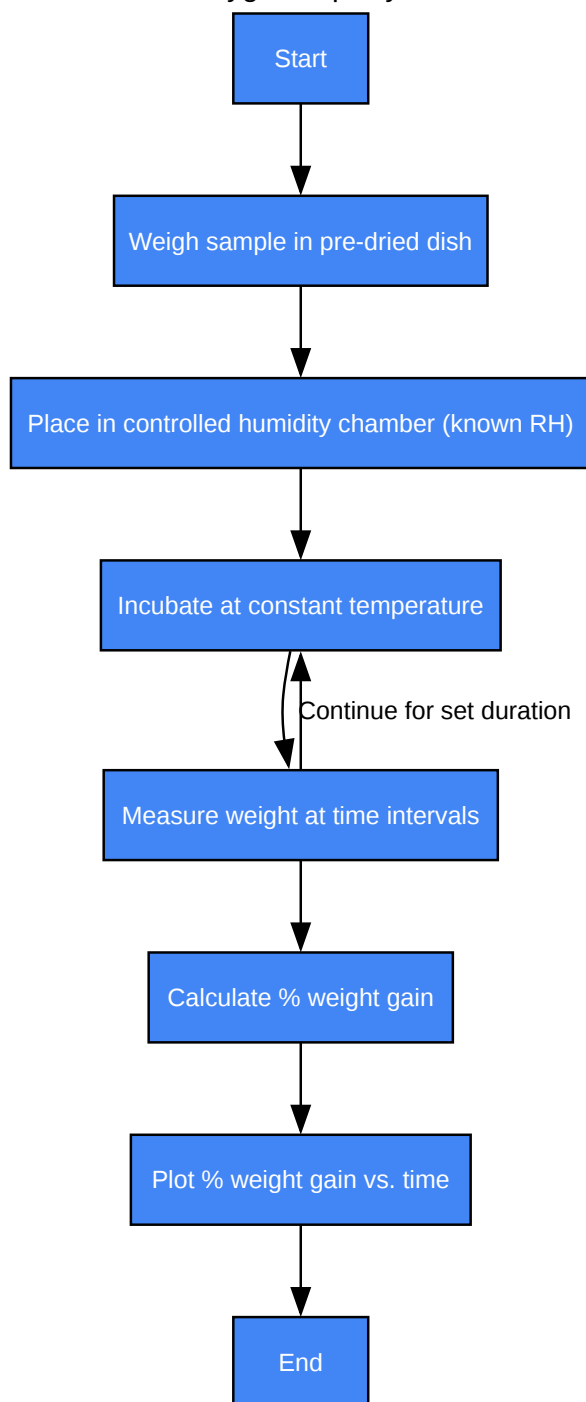 Start
Weigh sample in pre-dried dish
Place in controlled humidity chamber (known RH)
Incubate at constant temperature
Continue for set duration
Measure weight at time intervals
Calculate % weight gain
Plot % weight gain vs. time
End